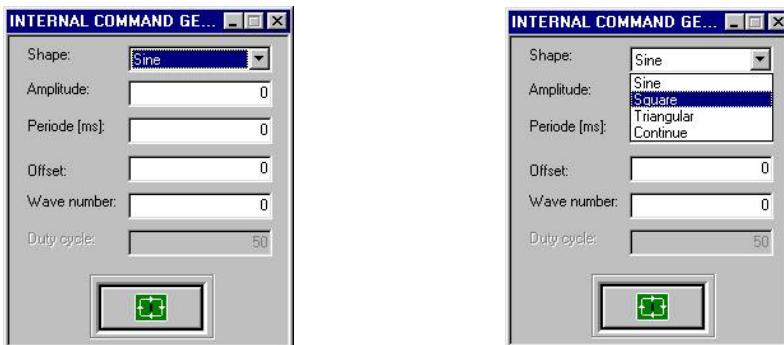 INTERNAL COMMAND GE...
Shape: Sine
Amplitude: 0
Periode [ms]: 0
Offset: 0
Wave number: 0
Duty cycle: 50
INTERNAL COMMAND GE...
Shape: Sine
Sine
Amplitude: Square
Triangular
Periode [ms]: Continue
Offset: 0
Wave number: 0
Duty cycle: 50